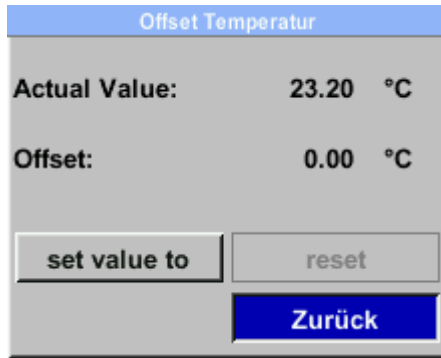 Offset Temperatur
Actual Value: 23.20 °C
Offset: 0.00 °C
set value to reset
Zurück